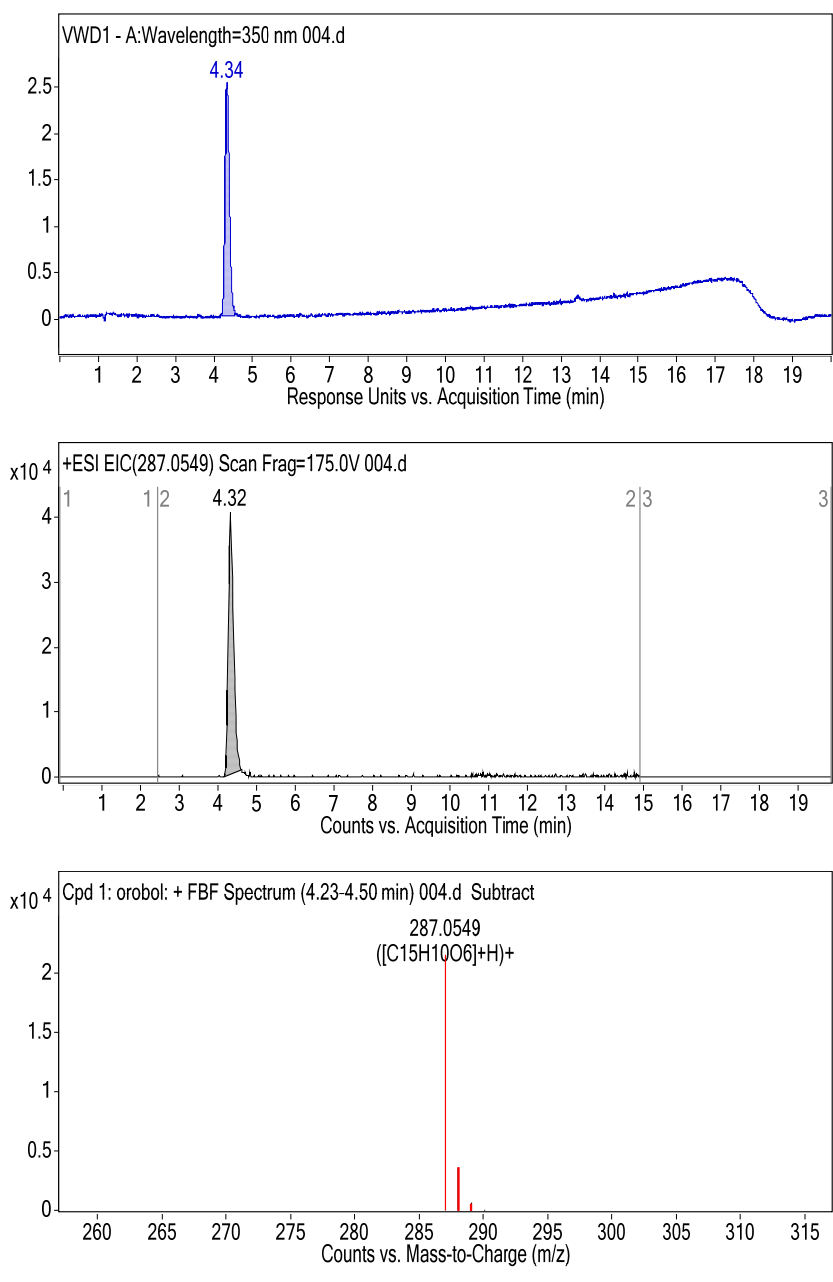 VWD1 - A:Wavelength=350 nm 004.d
4.34
2.5
2
1.5
1
0.5
0
1 2 3 4 5 6 7 8 9 10 11 12 13 14 15 16 17 18 19
Response Units vs. Acquisition Time (min)
x10 4
+ESI EIC(287.0549) Scan Frag=175.0V 004.d
1 1 2 4.32 2 3 3
4
3
2
1
0
1 2 3 4 5 6 7 8 9 10 11 12 13 14 15 16 17 18 19
Counts vs. Acquisition Time (min)
x10 4
Cpd 1: orobol: + FBF Spectrum (4.23-4.50 min) 004.d Subtract
287.0549
([C15H10O6]+H)+
2
1.5
1
0.5
0
260 265 270 275 280 285 290 295 300 305 310 315
Counts vs. Mass-to-Charge (m/z)